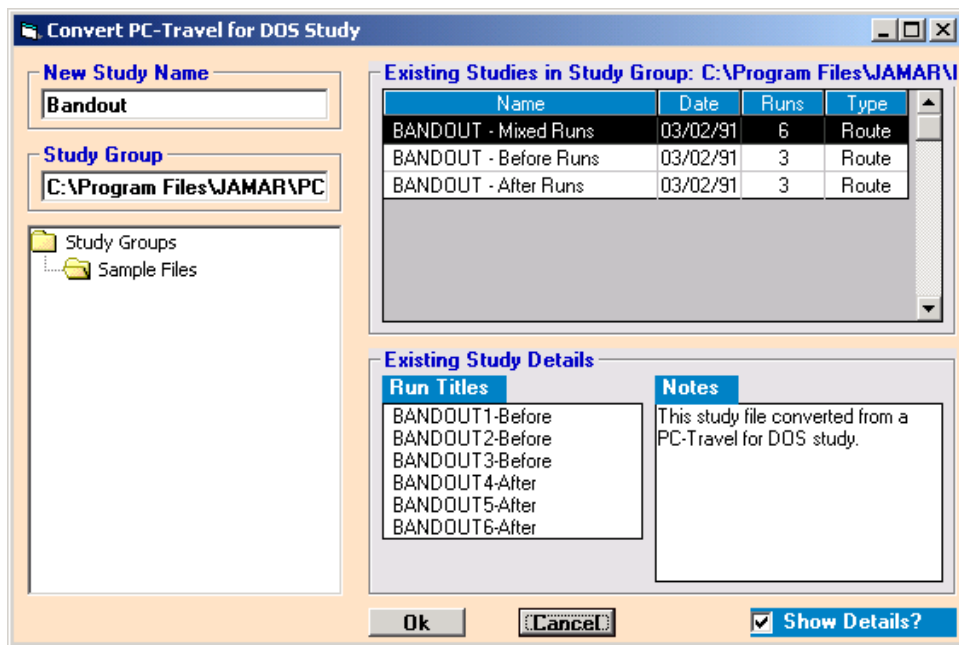 Convert PC-Travel for DOS Study
New Study Name
Bandout
Study Group
C:\Program Files\JAMAR\PC
Study Groups
Sample Files
Existing Studies in Study Group: C:\Program Files\JAMAR\
Name Date Runs Type
BANDOUT - Mixed Runs 03/02/91 6 Route
BANDOUT - Before Runs 03/02/91 3 Route
BANDOUT - After Runs 03/02/91 3 Route
Existing Study Details
Run Titles
BANDOUT1-Before
BANDOUT2-Before
BANDOUT3-Before
BANDOUT4-After
BANDOUT5-After
BANDOUT6-After
Notes
This study file converted from a
PC-Travel for DOS study.
Ok
Cancel
Show Details?